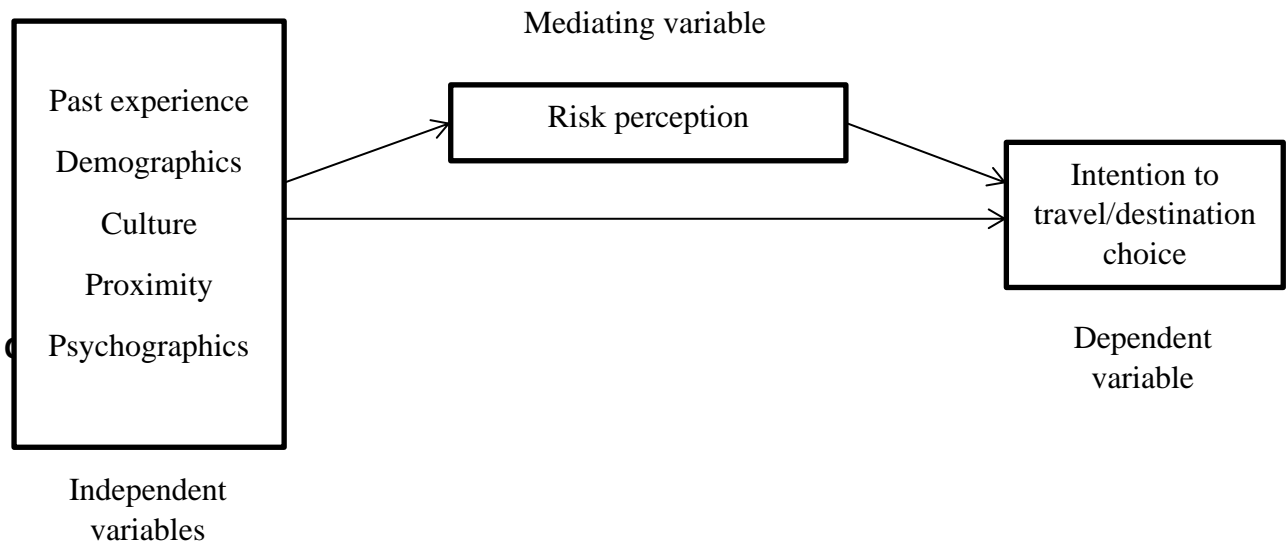 Mediating variable
Past experience
Demographics
Culture
Proximity
Psychographics
Risk perception
Intention to
travel/destination
choice
Independent
variables
Dependent
variable